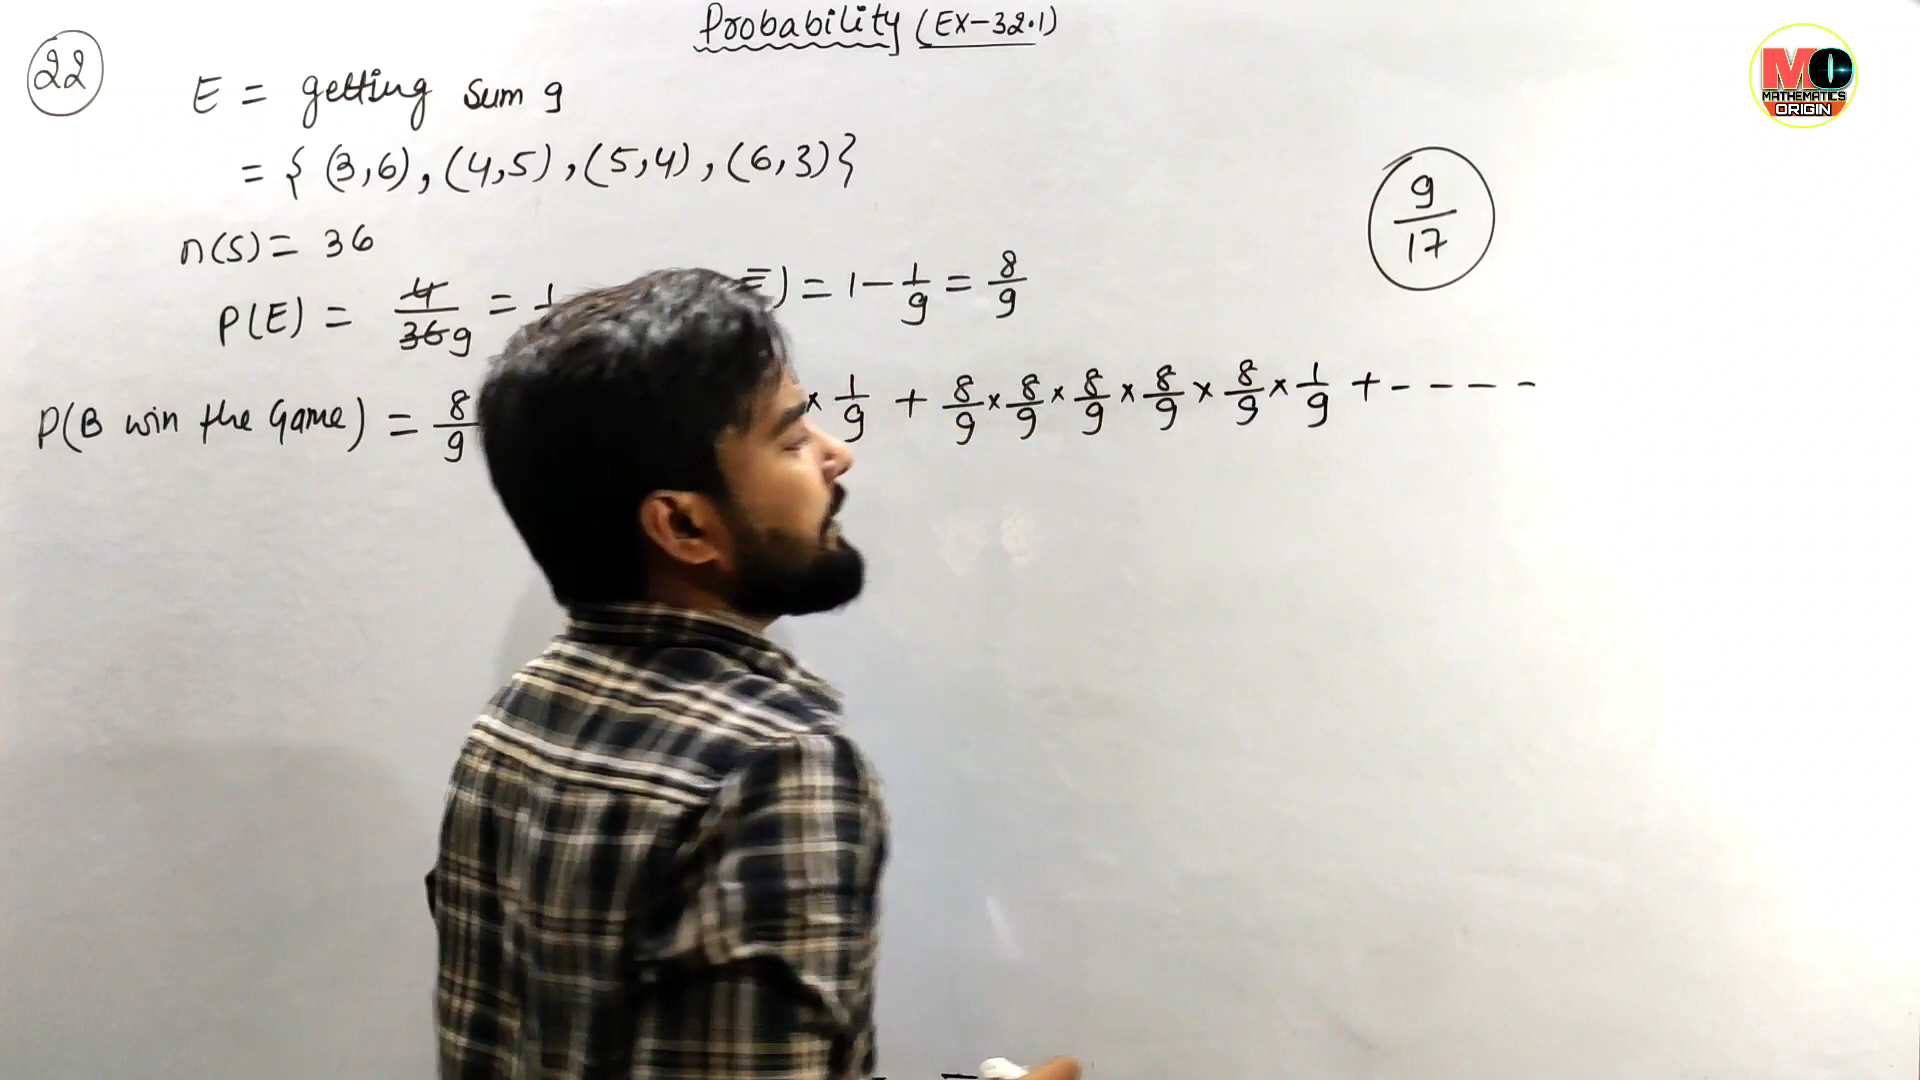 Probability (EX-32.1)
22
E = getting sum 9
= { (3,6), (4,5), (5,4), (6,3)}
n(S) = 36
P(E) = 4/36 9 = 1 ) = 1 - 1/9 = 8/9
P(B win the Game) = 8/9 × 1/9 + 8/9 × 8/9 × 8/9 × 8/9 × 8/9 × 1/9 + - - - -
9/17
MO
MATHEMATICS
ORIGIN